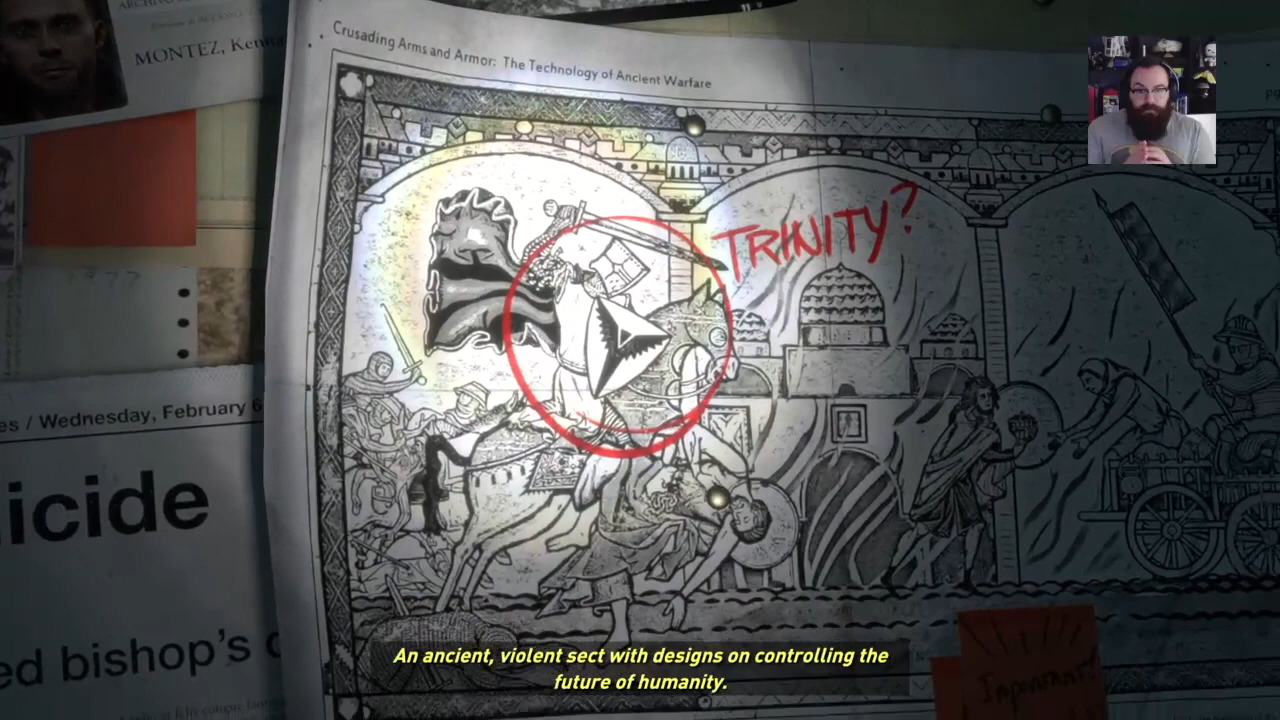 MONTEZ,
Crusading Arms and Armor: The Technology of Ancient Warfare
TRINITY?
es / Wednesday, February 6
icide
ed bishop's
Important!
An ancient, violent sect with designs on controlling the
future of humanity.